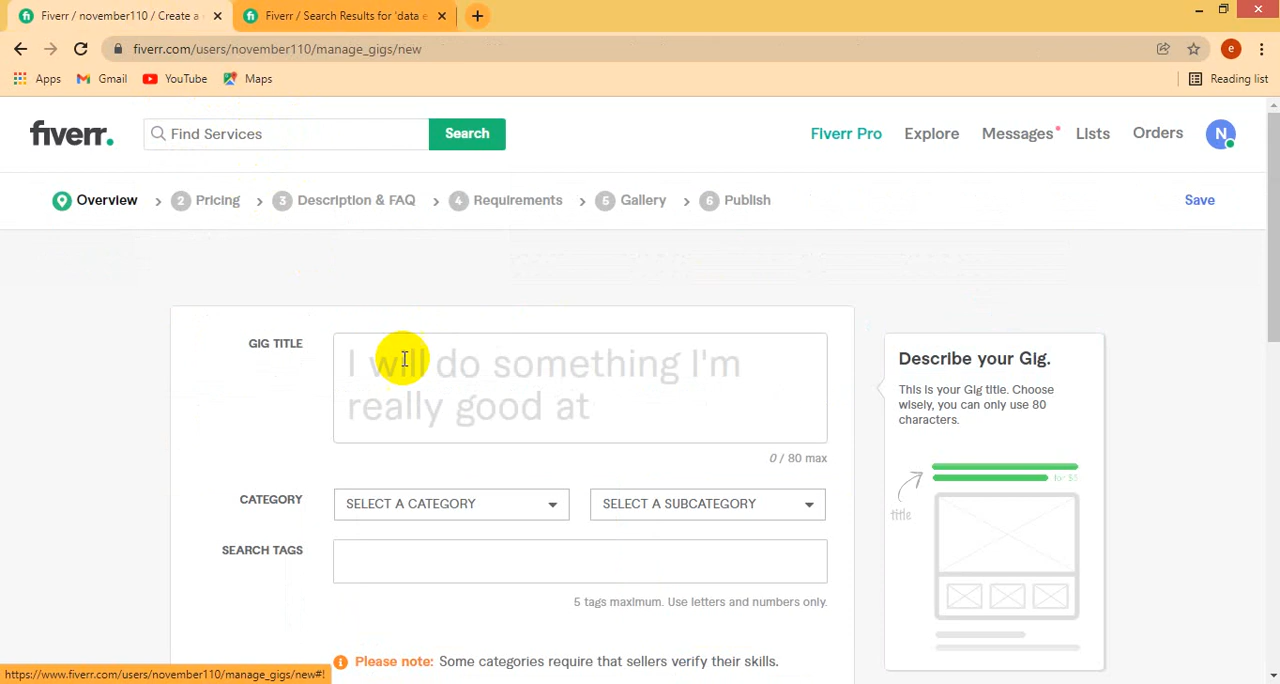 Fiverr / november110 / Create a
Fiverr / Search Results for 'data e
fiverr.com/users/november110/manage_gigs/new
e
Apps Gmail YouTube Maps Reading list
fiverr. Find Services Search Fiverr Pro Explore Messages Lists Orders N
Overview 2 Pricing 3 Description & FAQ 4 Requirements 5 Gallery 6 Publish Save
GIG TITLE
I will do something I'm
really good at
0 / 80 max
CATEGORY SELECT A CATEGORY SELECT A SUBCATEGORY
SEARCH TAGS
5 tags maximum. Use letters and numbers only.
Please note: Some categories require that sellers verify their skills.
Describe your Gig.
This is your Gig title. Choose
wisely, you can only use 80
characters.
for $5
title
https://www.fiverr.com/users/november110/manage_gigs/new#!